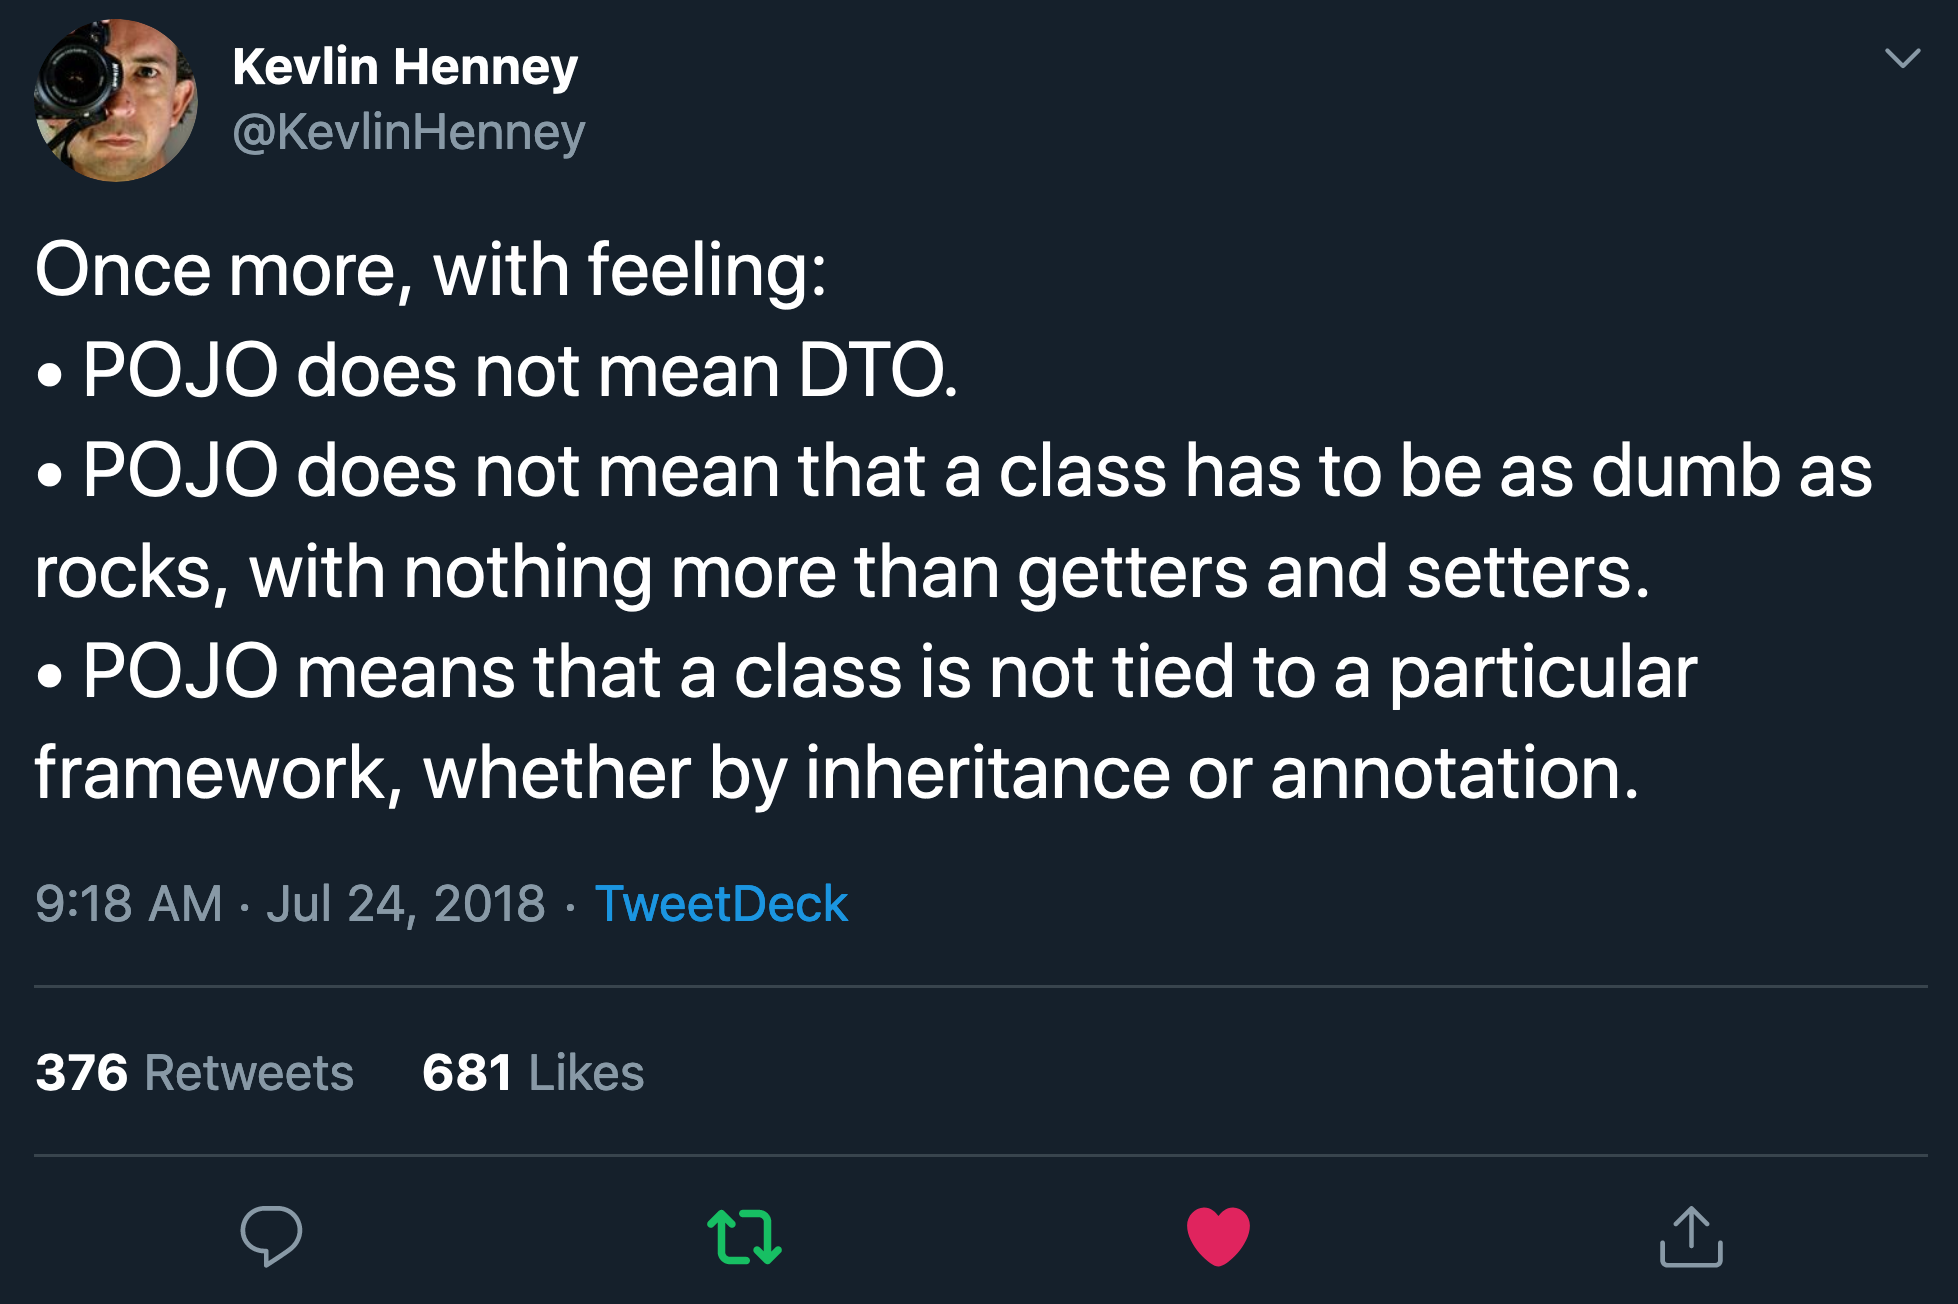 Kevlin Henney
@KevlinHenney
Once more, with feeling:
• POJO does not mean DTO.
• POJO does not mean that a class has to be as dumb as
rocks, with nothing more than getters and setters.
• POJO means that a class is not tied to a particular
framework, whether by inheritance or annotation.
9:18 AM · Jul 24, 2018 · TweetDeck
376 Retweets 681 Likes